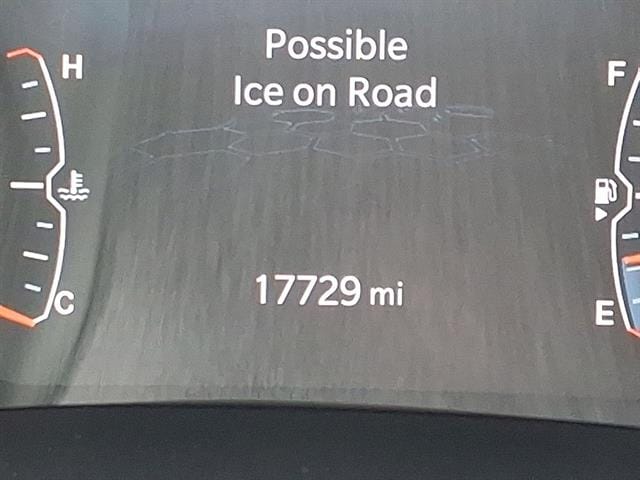 Possible
Ice on Road
H
F
17729 mi
C
E